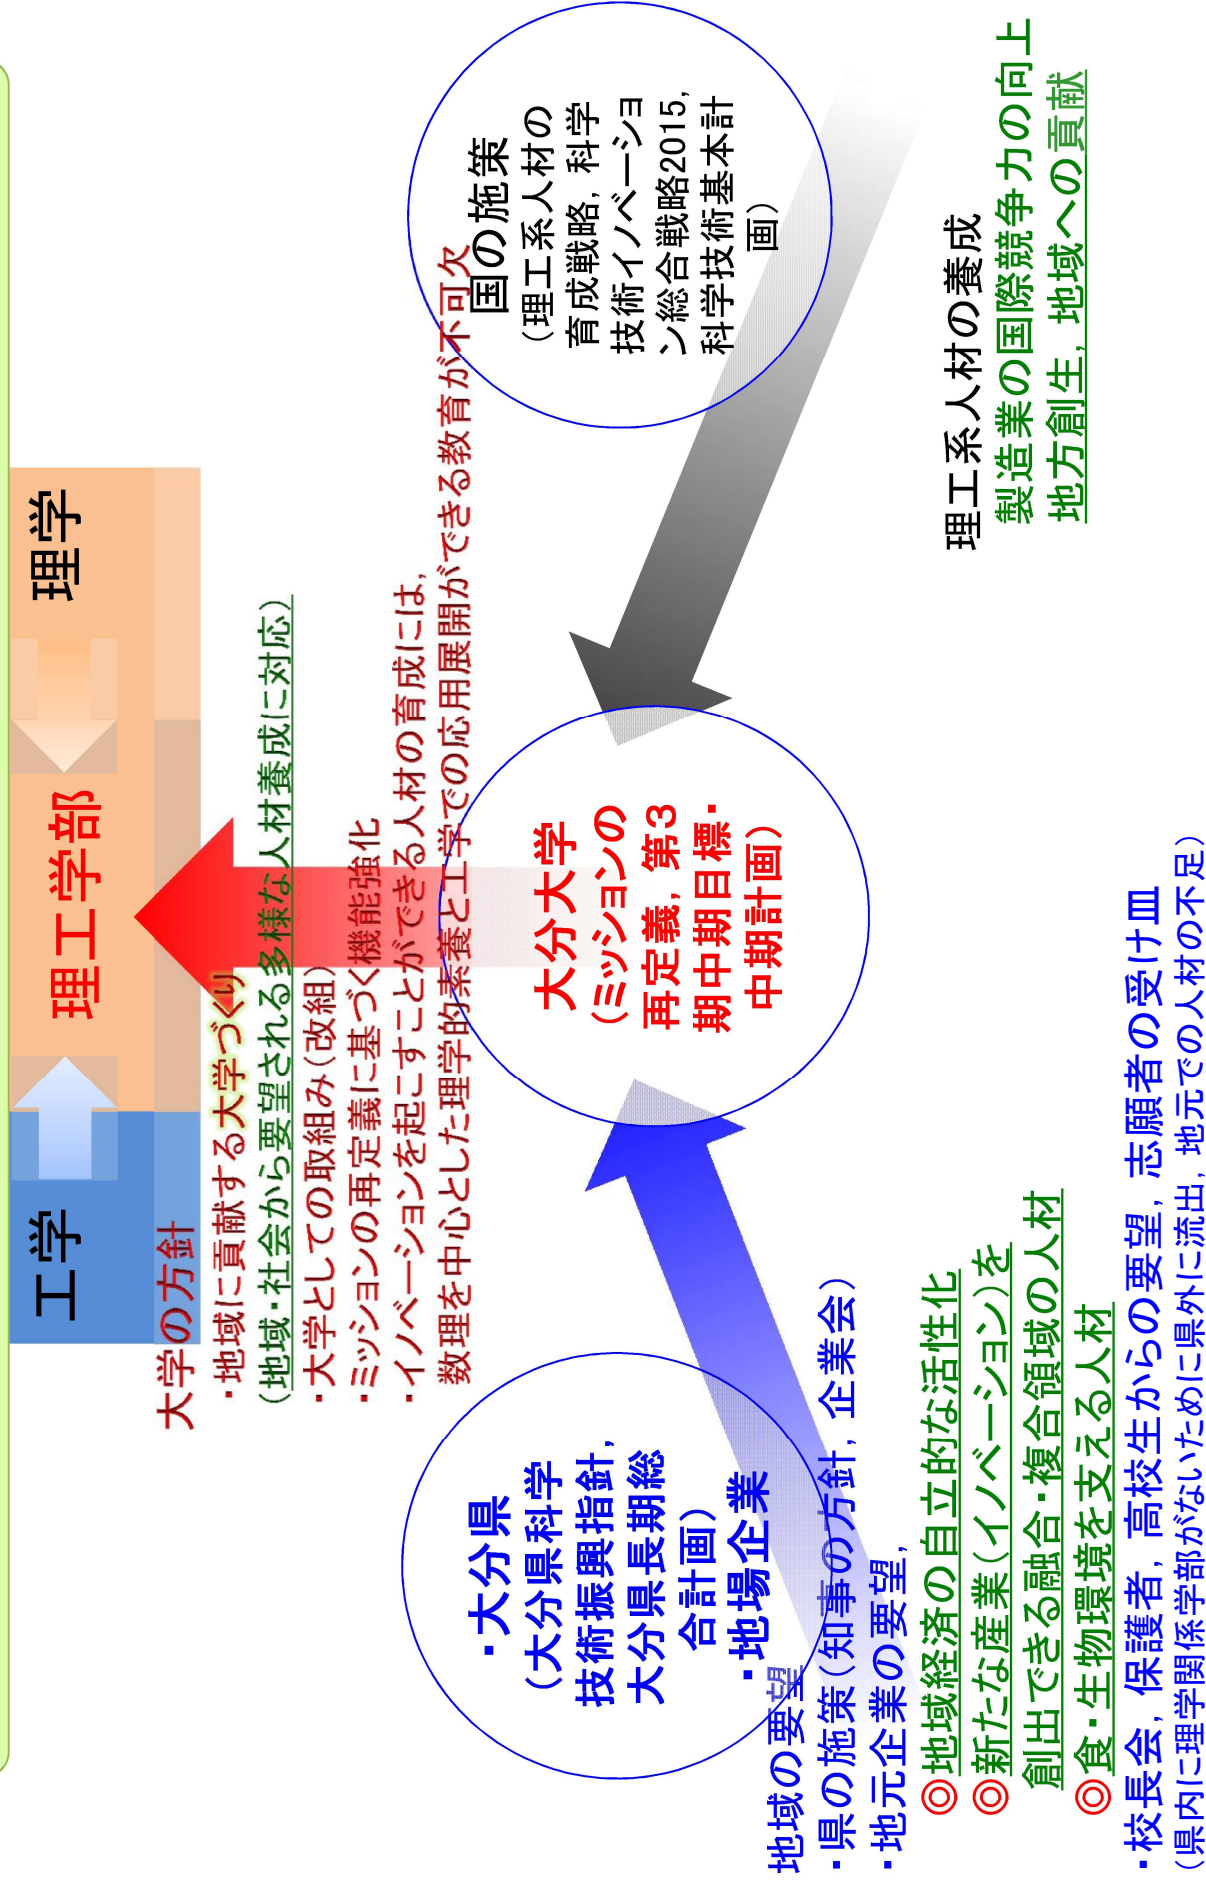 工学
理工学部
理学
大学の方針
・地域に貢献する大学づくり
（地域・社会から要望される多様な人材養成に対応）
・大学としての取組み（改組）
・ミッションの再定義に基づく機能強化
・イノベーションを起こすことができる人材の育成には，
数理を中心とした理学的素養と工学での応用展開ができる教育が不可欠
・大分県
（大分県科学
技術振興指針，
大分県長期総
合計画）
・地場企業
大分大学
（ミッションの
再定義，第３
期中期目標・
中期計画）
国の施策
（理工系人材の
育成戦略，科学
技術イノベーショ
ン総合戦略2015，
科学技術基本計
画）
地域の要望
・県の施策（知事の方針，企業会）
・地元企業の要望，
◎地域経済の自立的な活性化
◎新たな産業（イノベーション）を
創出できる融合・複合領域の人材
◎食・生物環境を支える人材
・校長会，保護者，高校生からの要望，志願者の受け皿
（県内に理学関係学部がないために県外に流出，地元での人材の不足）
理工系人材の養成
製造業の国際競争力の向上
地方創生，地域への貢献